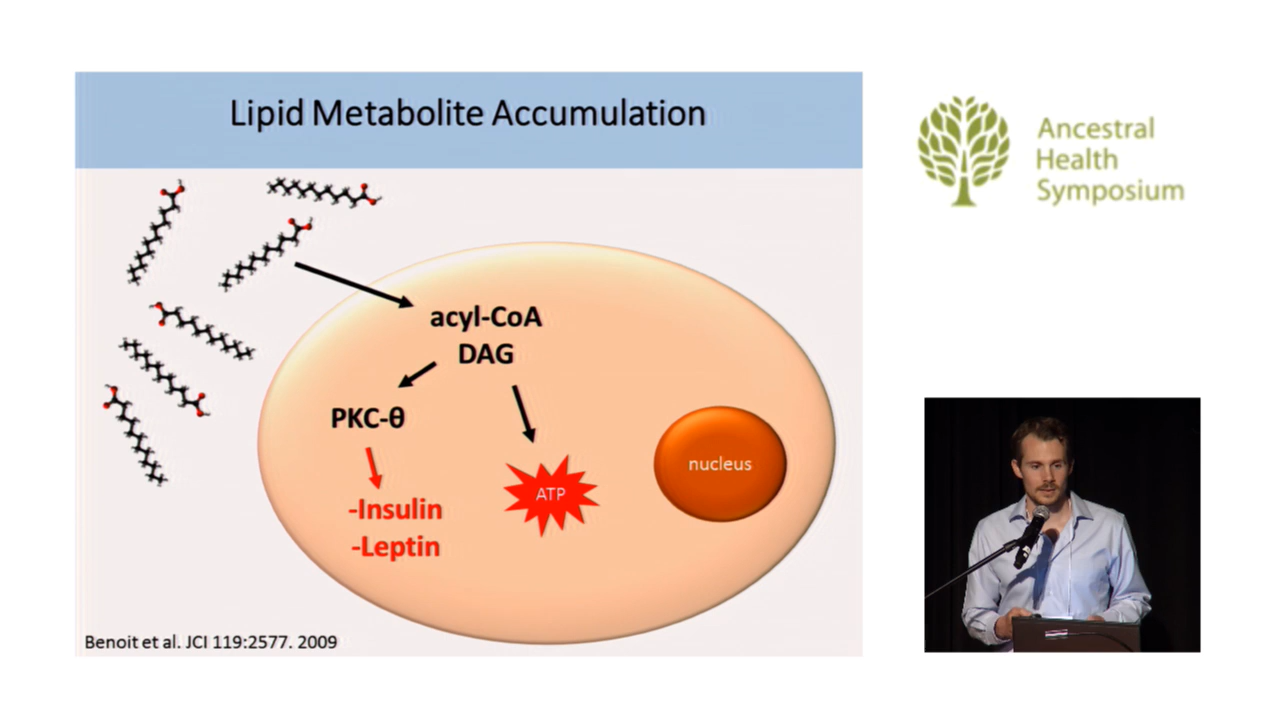 Lipid Metabolite Accumulation
Ancestral
Health
Symposium
acyl-CoA
DAG
PKC-θ
-Insulin
-Leptin
ATP
nucleus
Benoit et al. JCI 119:2577. 2009